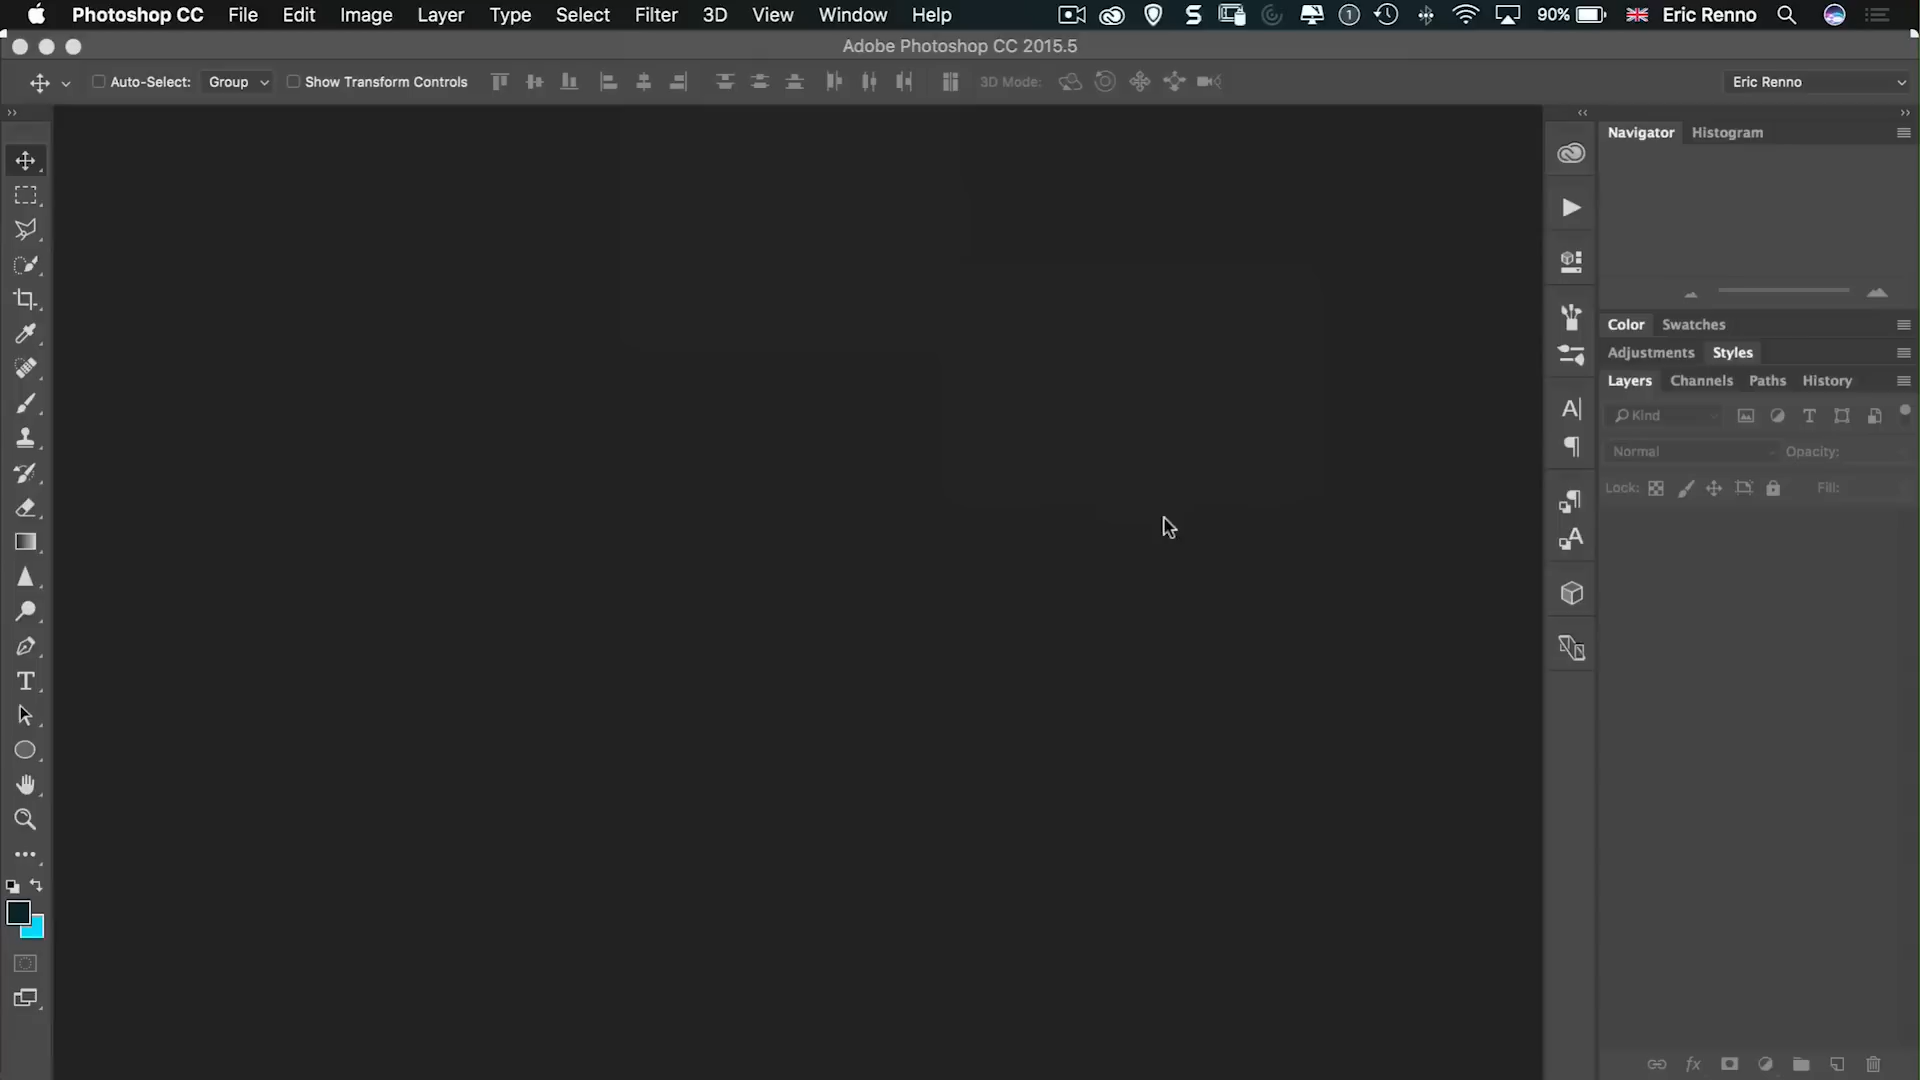 Photoshop CC File Edit Image Layer Type Select Filter 3D View Window Help 90% Eric Renno
Adobe Photoshop CC 2015.5
Auto-Select: Group Show Transform Controls 3D Mode: Eric Renno
Navigator Histogram
Color Swatches
Adjustments Styles
Layers Channels Paths History
Kind
Normal Opacity:
Lock: Fill: